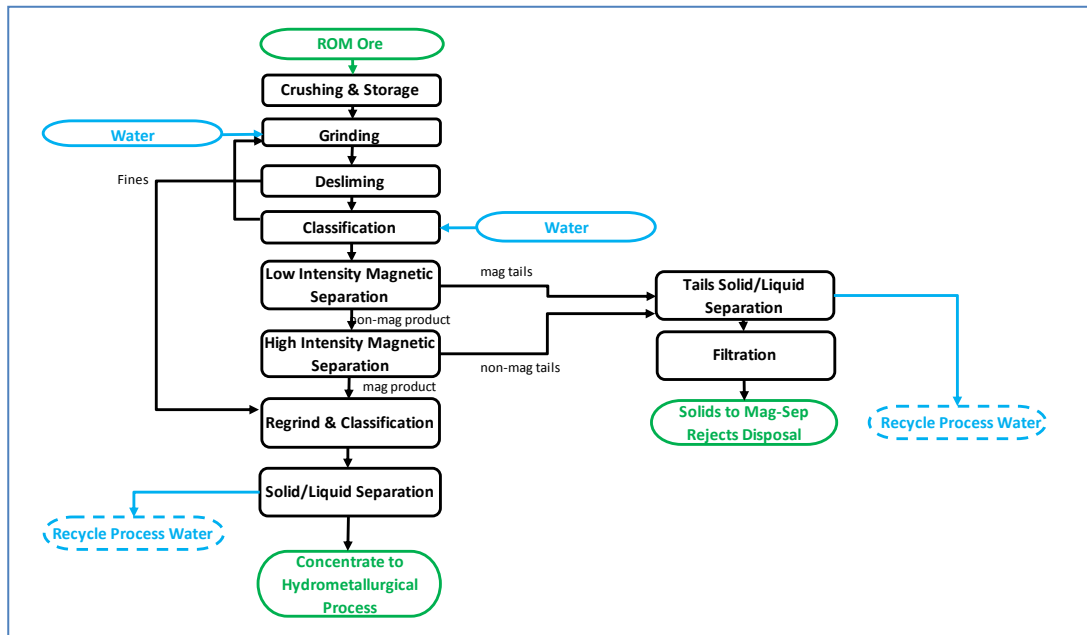 ROM Ore
Crushing & Storage
Water
Grinding
Fines
Desliming
Classification
Water
Low Intensity Magnetic
Separation
mag tails
Tails Solid/Liquid
Separation
non-mag product
High Intensity Magnetic
Separation
non-mag tails
Filtration
mag product
Regrind & Classification
Solids to Mag-Sep
Rejects Disposal
Recycle Process Water
Solid/Liquid Separation
Recycle Process Water
Concentrate to
Hydrometallurgical
Process